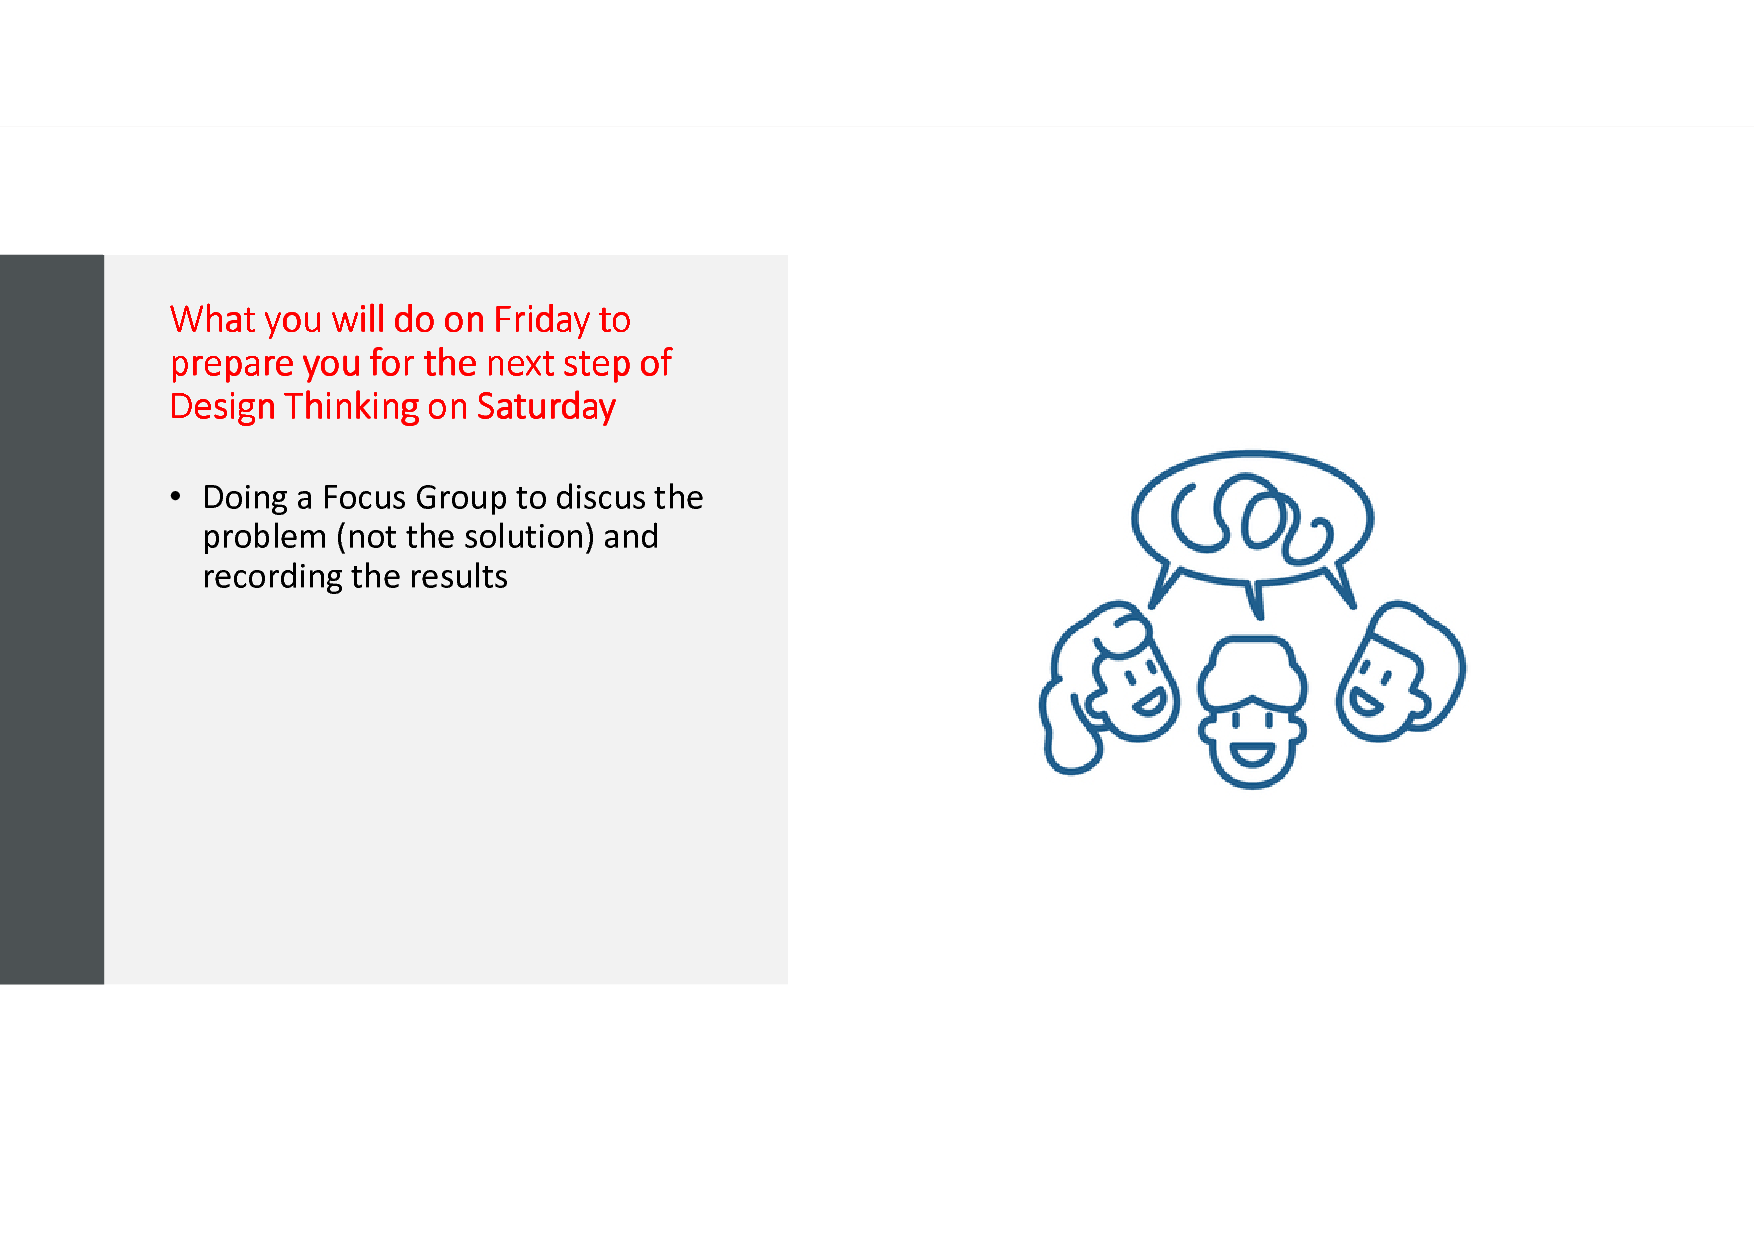 What you will do on Friday to
prepare you for the next step of
Design Thinking on Saturday
• Doing a Focus Group to discus the
problem (not the solution) and
recording the results